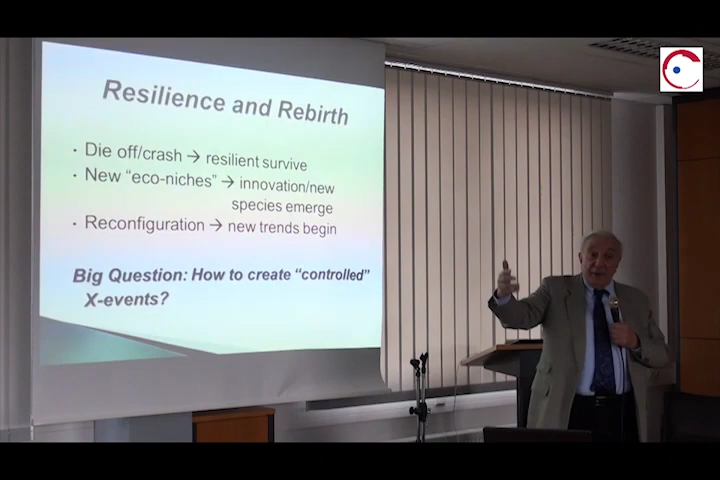 Resilience and Rebirth
• Die off/crash → resilient survive
• New “eco-niches” → innovation/new
species emerge
• Reconfiguration → new trends begin
Big Question: How to create “controlled”
X-events?